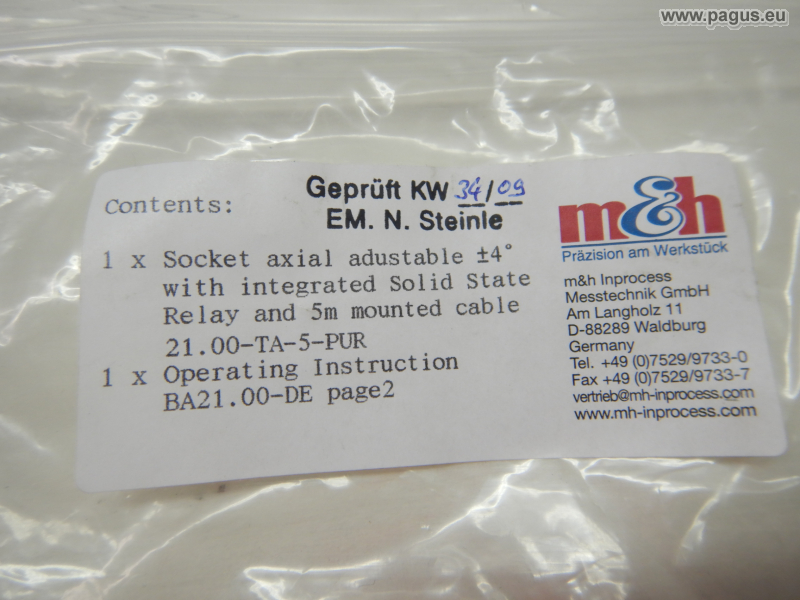 www.pagus.eu
Contents:
Geprüft KW 34/09
EM. N. Steinle
1 x Socket axial adustable ±4°
with integrated Solid State
Relay and 5m mounted cable
21.00-TA-5-PUR
1 x Operating Instruction
BA21.00-DE page2
m&h
Präzision am Werkstück
m&h Inprocess
Messtechnik GmbH
Am Langholz 11
D-88289 Waldburg
Germany
Tel. +49 (0)7529/9733-0
Fax +49 (0)7529/9733-7
vertrieb@mh-inprocess.com
www.mh-inprocess.com